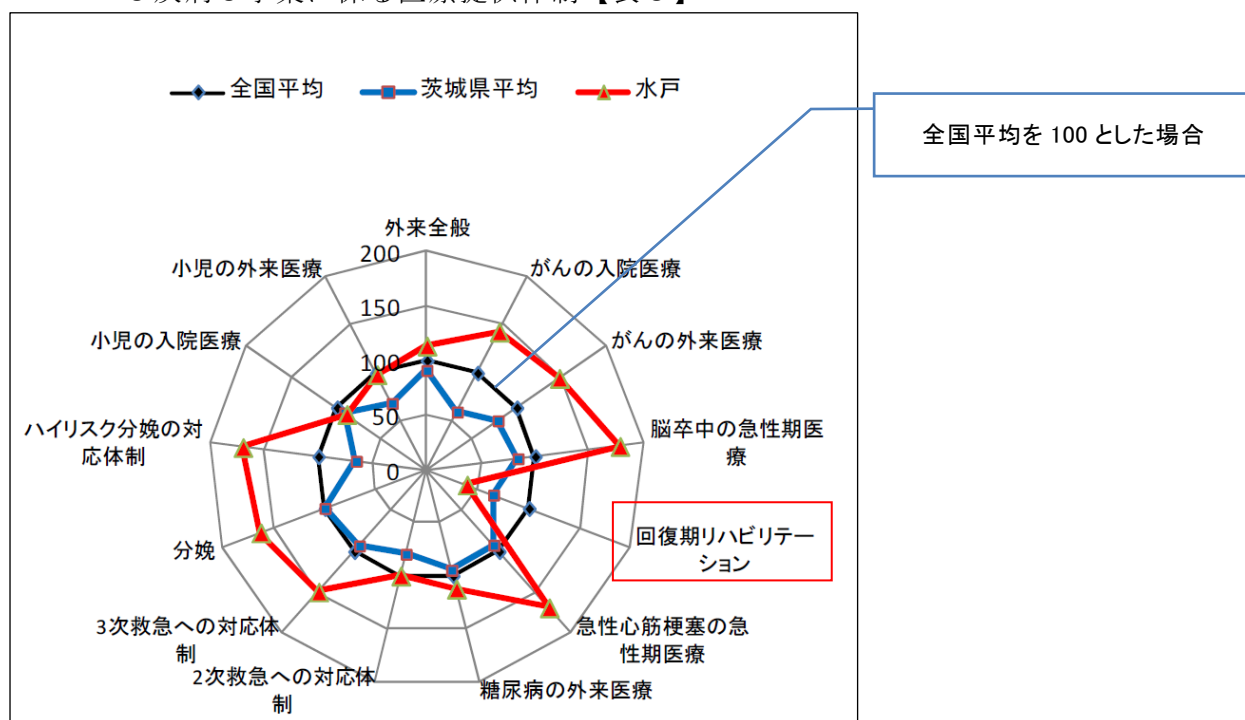 全国平均 茨城県平均 水戸
全国平均を 100 とした場合
外来全般
200
小児の外来医療
がんの入院医療
150
小児の入院医療
がんの外来医療
100
ハイリスク分娩の対
応体制
50
脳卒中の急性期医
療
0
分娩
回復期リハビリテー
ション
3次救急への対応体
制
急性心筋梗塞の急
性期医療
2次救急への対応体
制
糖尿病の外来医療